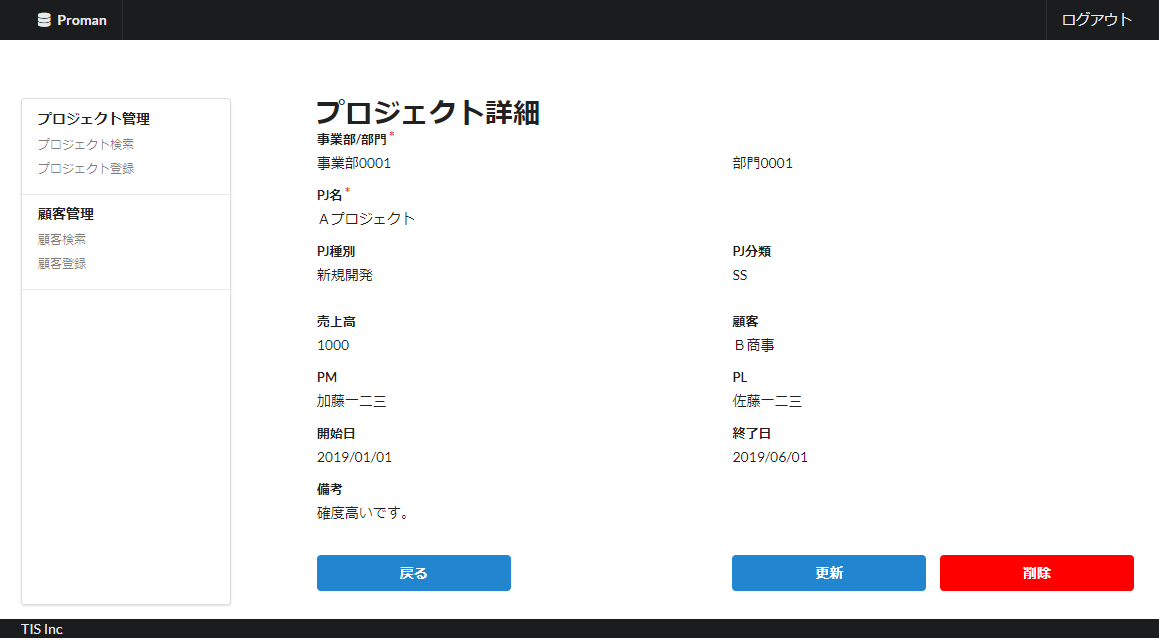 Proman
ログアウト
プロジェクト管理
プロジェクト検索
プロジェクト登録
顧客管理
顧客検索
顧客登録
プロジェクト詳細
事業部/部門*
事業部0001 部門0001
PJ名*
Ａプロジェクト
PJ種別 PJ分類
新規開発 SS
売上高 顧客
1000 Ｂ商事
PM PL
加藤一二三 佐藤一二三
開始日 終了日
2019/01/01 2019/06/01
備考
確度高いです。
戻る 更新 削除
TIS Inc